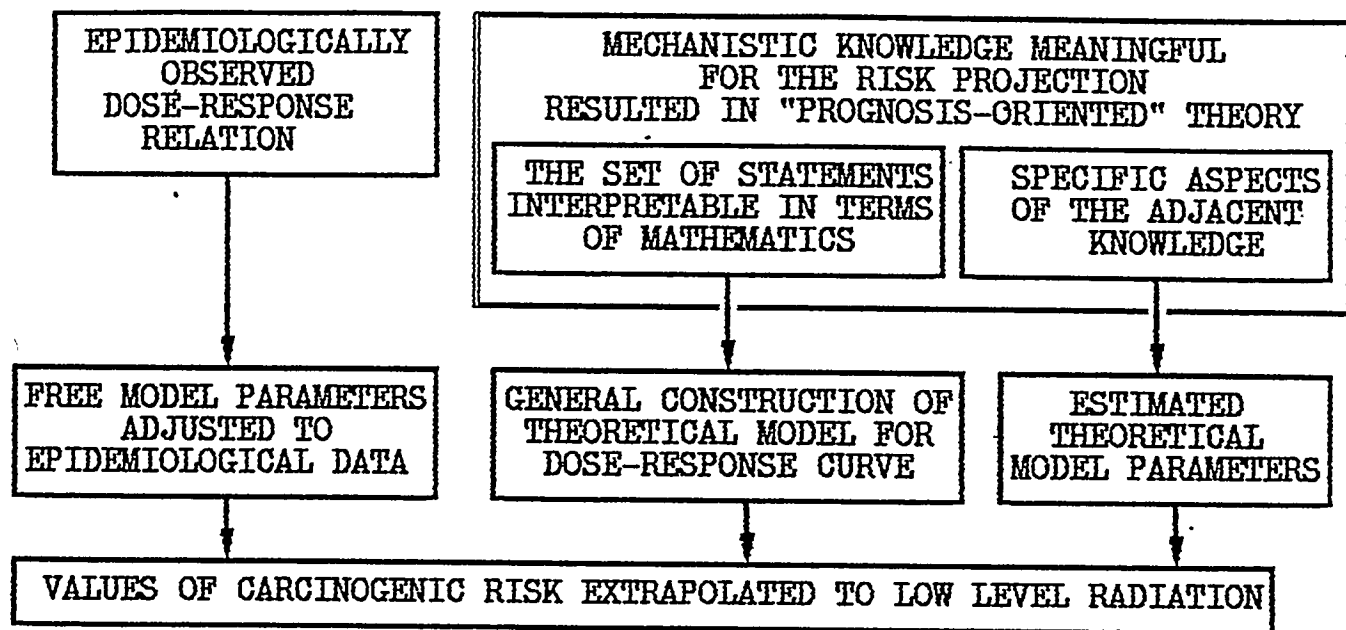 EPIDEMIOLOGICALLY
OBSERVED
DOSE-RESPONSE
RELATION
MECHANISTIC KNOWLEDGE MEANINGFUL
FOR THE RISK PROJECTION
RESULTED IN "PROGNOSIS-ORIENTED" THEORY
THE SET OF STATEMENTS
INTERPRETABLE IN TERMS
OF MATHEMATICS
SPECIFIC ASPECTS
OF THE ADJACENT
KNOWLEDGE
FREE MODEL PARAMETERS
ADJUSTED TO
EPIDEMIOLOGICAL DATA
GENERAL CONSTRUCTION OF
THEORETICAL MODEL FOR
DOSE-RESPONSE CURVE
ESTIMATED
THEORETICAL
MODEL PARAMETERS
VALUES OF CARCINOGENIC RISK EXTRAPOLATED TO LOW LEVEL RADIATION